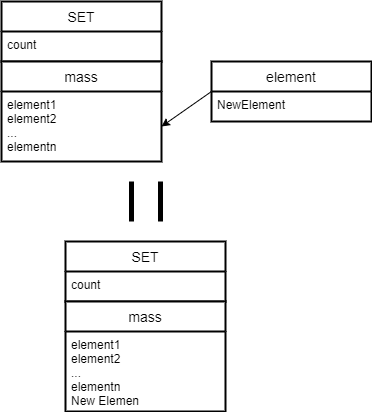 SET
count
mass
element1
element2
...
elementn
element
NewElement
SET
count
mass
element1
element2
...
elementn
New Elemen